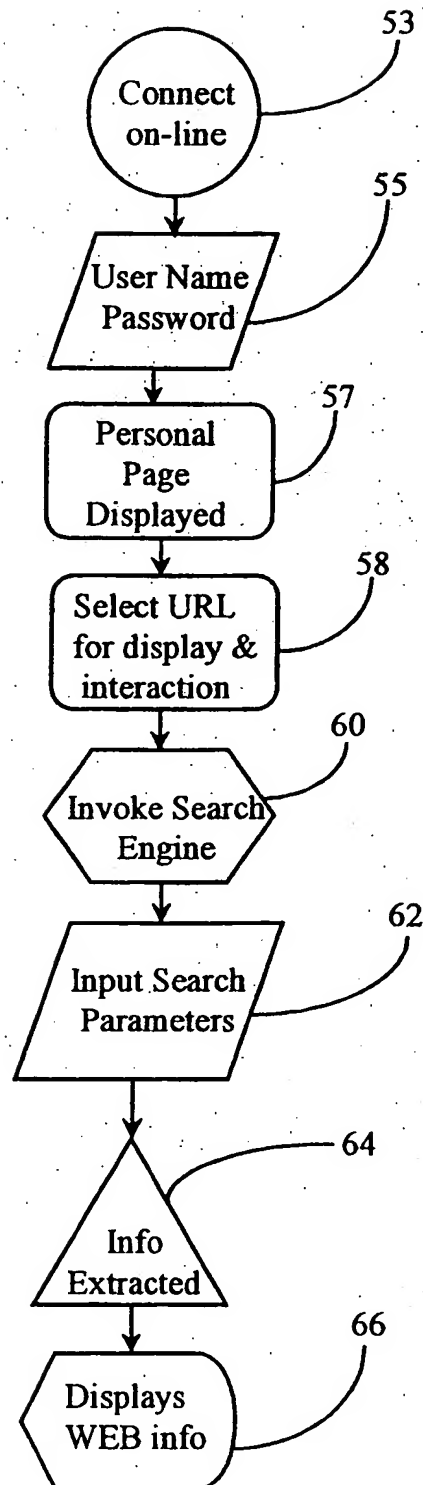 53
Connect
on-line
55
User Name
Password
57
Personal
Page
Displayed
58
Select URL
for display &
interaction
60
Invoke Search
Engine
62
Input Search
Parameters
64
Info
Extracted
66
Displays
WEB info